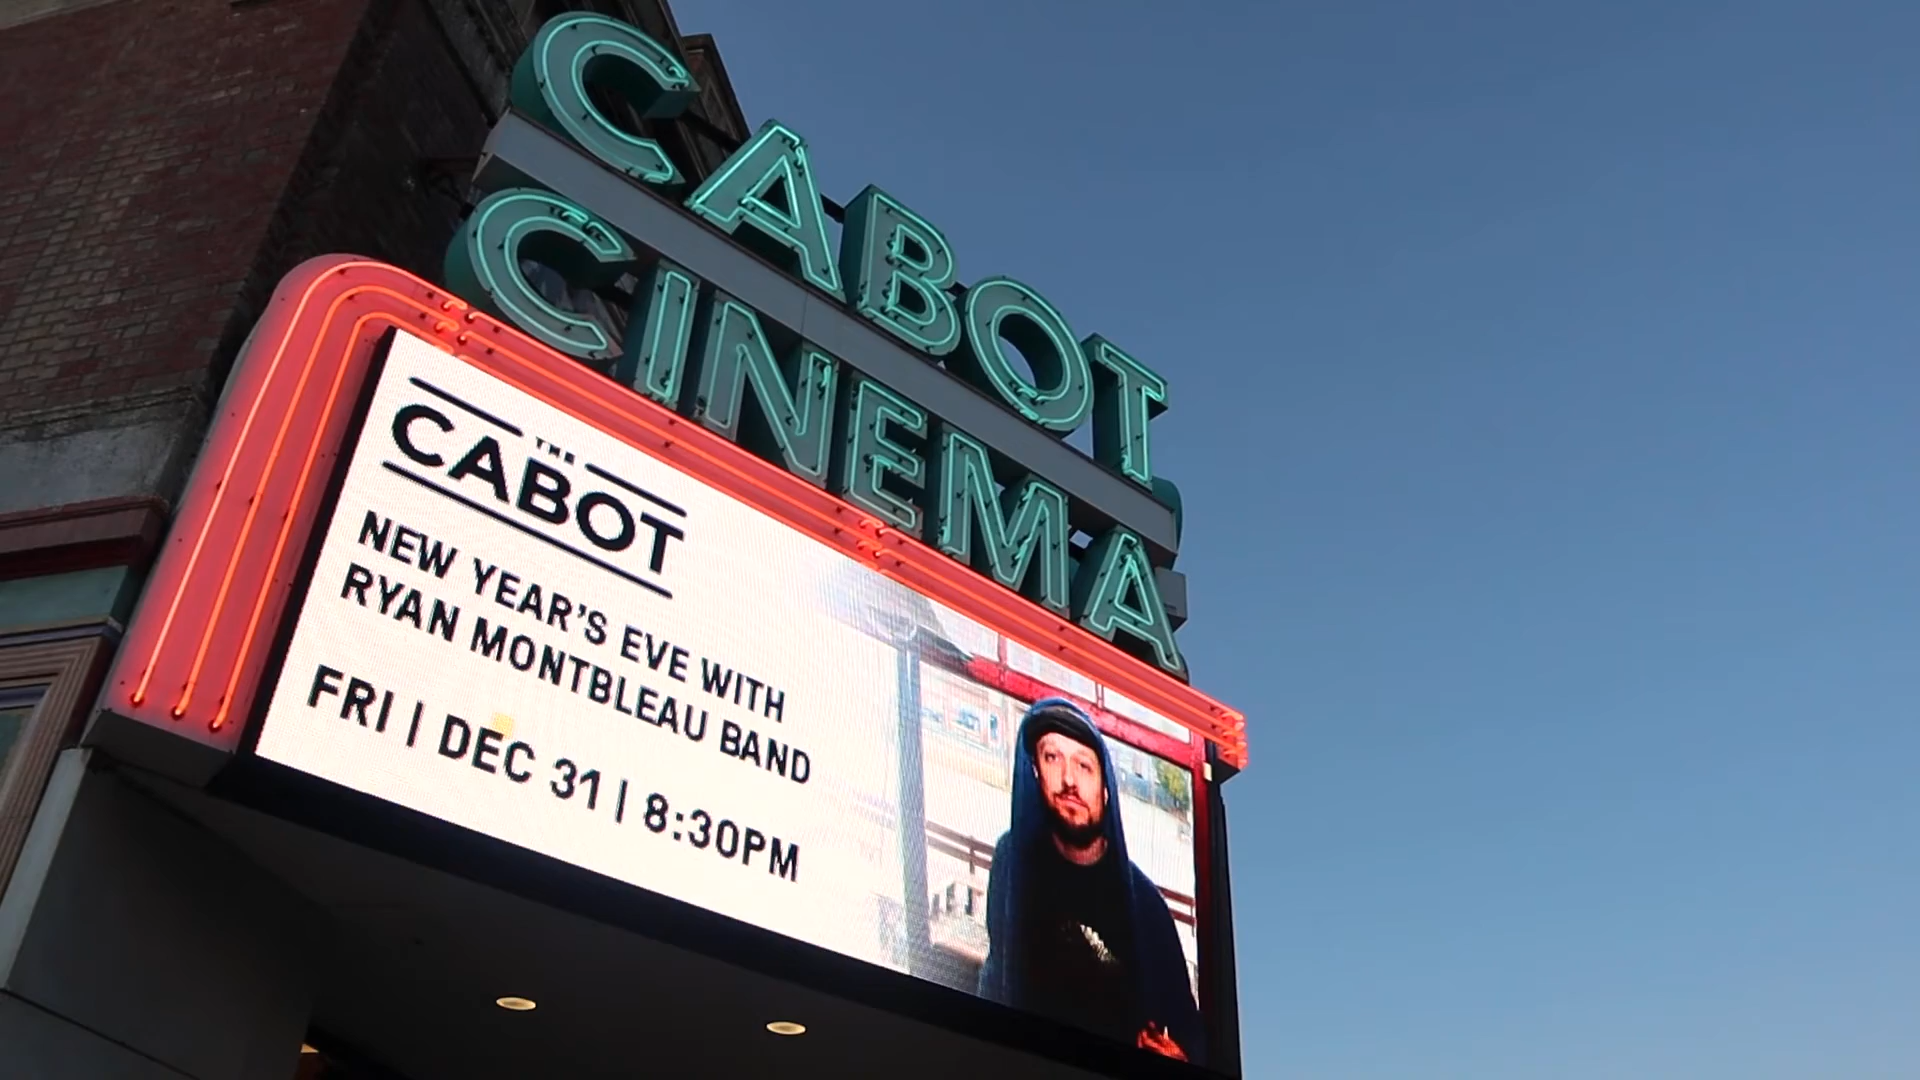 CABOT
CINEMA
THE
CABOT
NEW YEAR'S EVE WITH
RYAN MONTBLEAU BAND
FRI | DEC 31 | 8:30PM